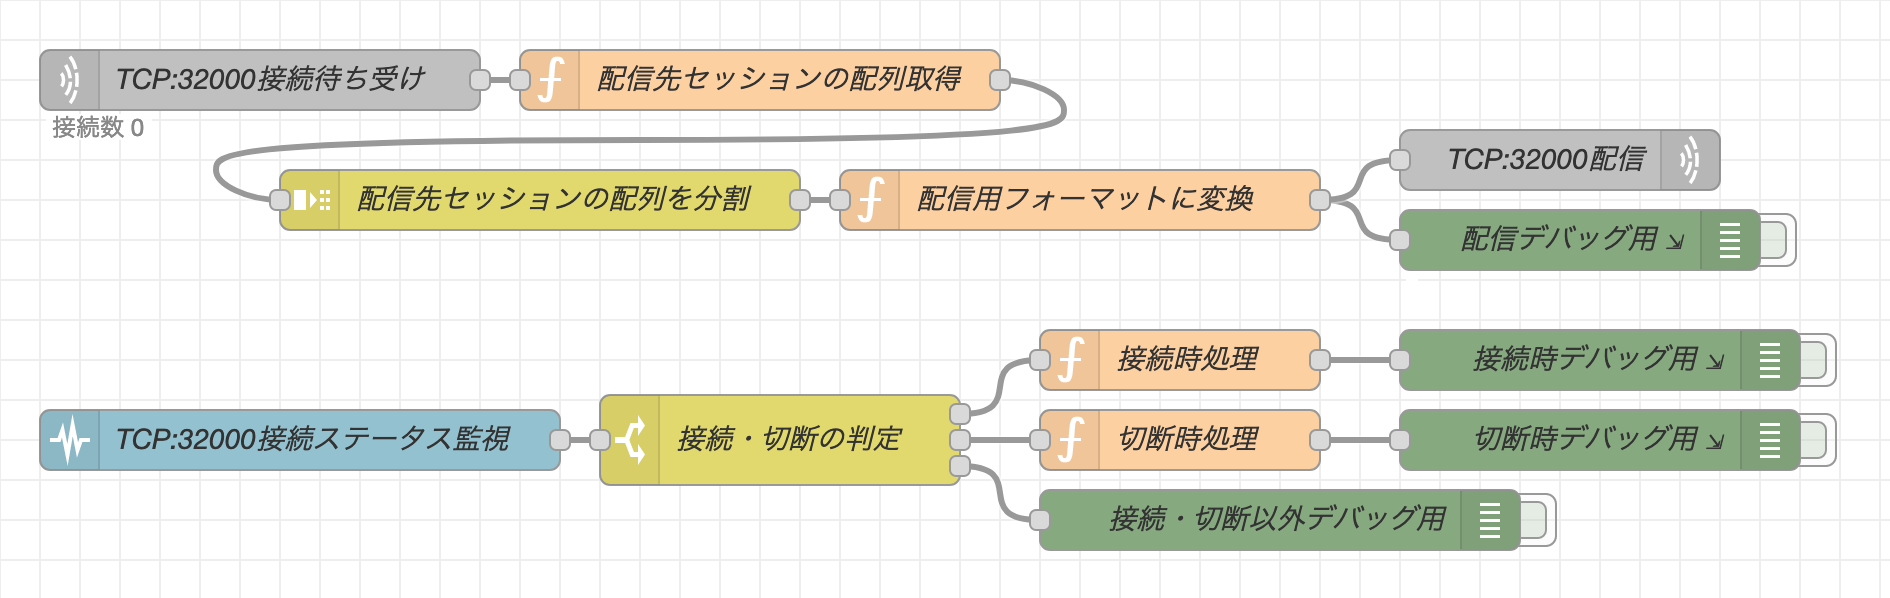 TCP:32000接続待ち受け
配信先セッションの配列取得
接続数 0
TCP:32000配信
配信先セッションの配列を分割
配信用フォーマットに変換
配信デバッグ用
接続時処理
接続時デバッグ用
TCP:32000接続ステータス監視
接続・切断の判定
切断時処理
切断時デバッグ用
接続・切断以外デバッグ用